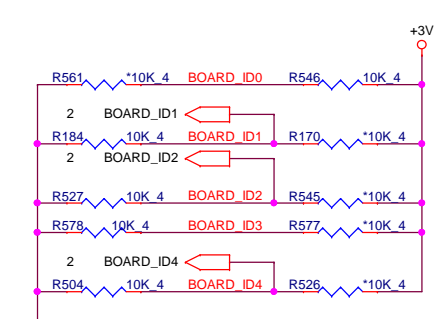 +3V
R561 *10K_4 BOARD_ID0 R546 10K_4
2 BOARD_ID1
R184 10K_4 BOARD_ID1 R170 *10K_4
2 BOARD_ID2
R527 10K_4 BOARD_ID2 R545 *10K_4
R578 10K_4 BOARD_ID3 R577 *10K_4
2 BOARD_ID4
R504 10K_4 BOARD_ID4 R526 *10K_4